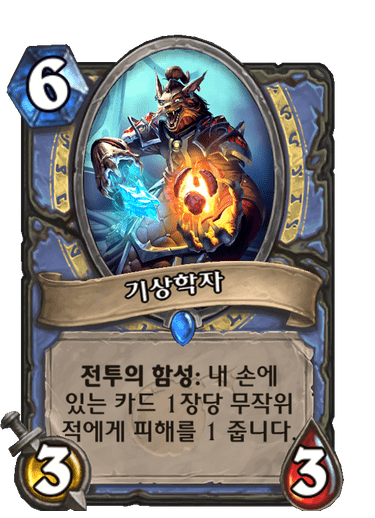 6
기상학자
전투의 함성: 내 손에
있는 카드 1장당 무작위
적에게 피해를 1 줍니다.
3
3